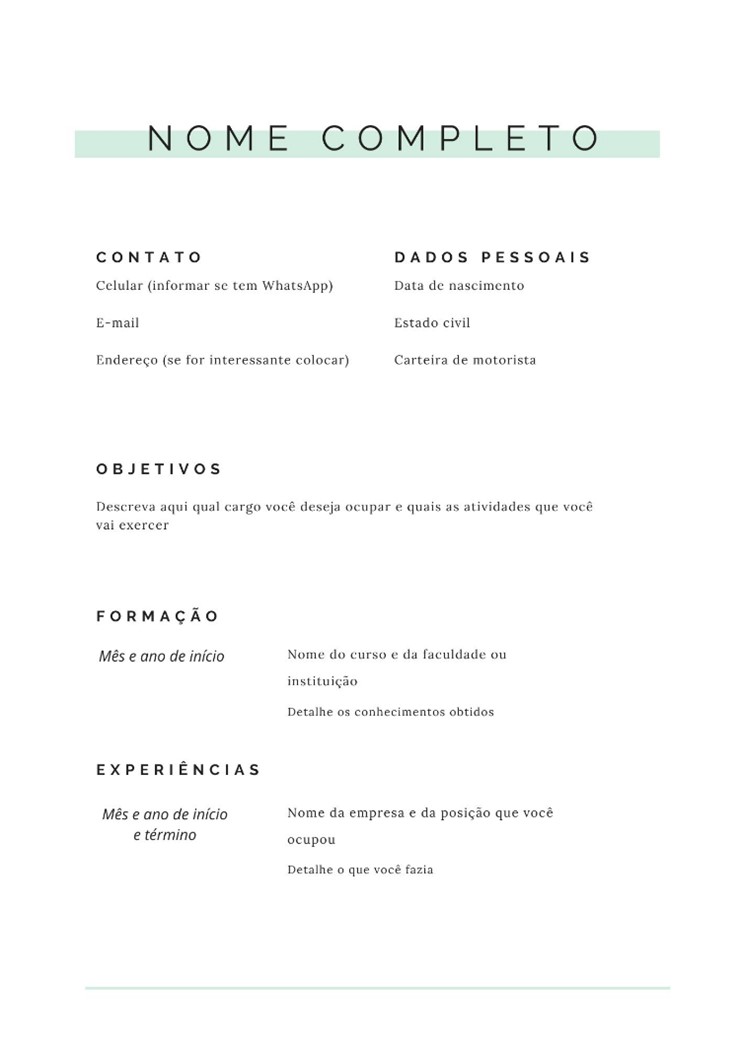 NOME COMPLETO
CONTATO
Celular (informar se tem WhatsApp)
E-mail
Endereço (se for interessante colocar)
DADOS PESSOAIS
Data de nascimento
Estado civil
Carteira de motorista
OBJETIVOS
Descreva aqui qual cargo você deseja ocupar e quais as atividades que você
vai exercer
FORMAÇÃO
Mês e ano de início
Nome do curso e da faculdade ou
instituição
Detalhe os conhecimentos obtidos
EXPERIÊNCIAS
Mês e ano de início
e término
Nome da empresa e da posição que você
ocupou
Detalhe o que você fazia